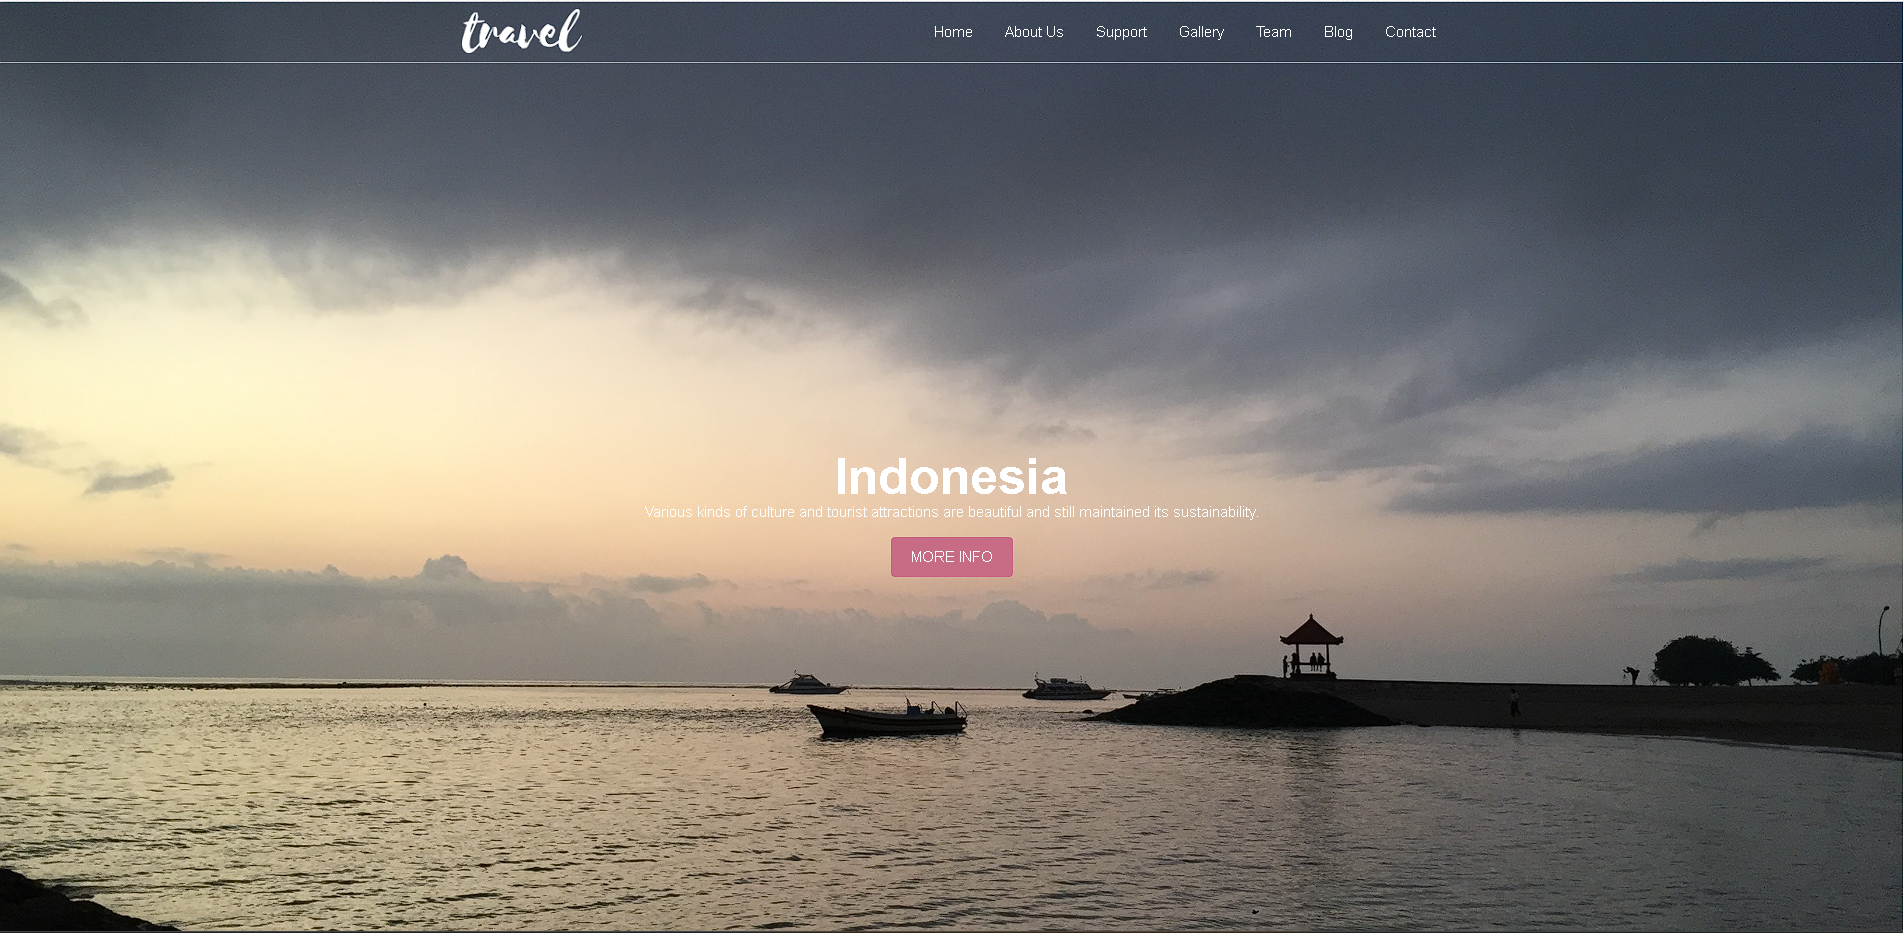 travel
Home About Us Support Gallery Team Blog Contact
Indonesia
Various kinds of culture and tourist attractions are beautiful and still maintained its sustainability.
MORE INFO